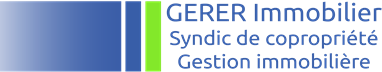 GERER Immobilier
Syndic de copropriété
Gestion immobilière